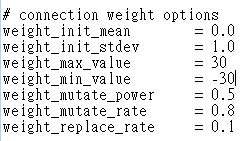 # connection weight options
weight_init_mean = 0.0
weight_init_stdev = 1.0
weight_max_value = 30
weight_min_value = -30
weight_mutate_power = 0.5
weight_mutate_rate = 0.8
weight_replace_rate = 0.1